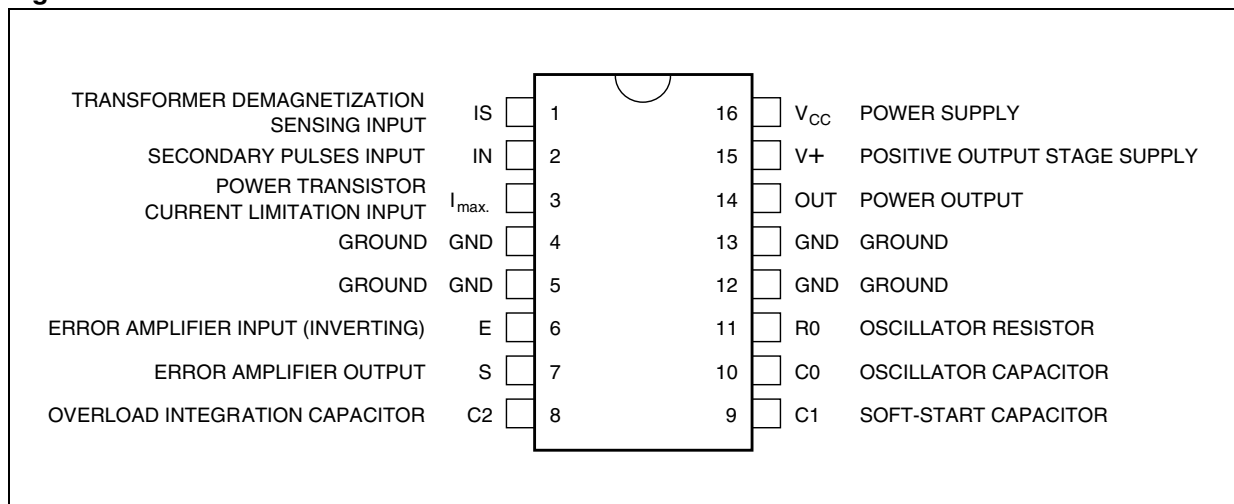 TRANSFORMER DEMAGNETIZATION
SENSING INPUT IS 1
SECONDARY PULSES INPUT IN 2
POWER TRANSISTOR
CURRENT LIMITATION INPUT Imax. 3
GROUND GND 4
GROUND GND 5
ERROR AMPLIFIER INPUT (INVERTING) E 6
ERROR AMPLIFIER OUTPUT S 7
OVERLOAD INTEGRATION CAPACITOR C2 8
16 VCC POWER SUPPLY
15 V+ POSITIVE OUTPUT STAGE SUPPLY
14 OUT POWER OUTPUT
13 GND GROUND
12 GND GROUND
11 R0 OSCILLATOR RESISTOR
10 C0 OSCILLATOR CAPACITOR
9 C1 SOFT-START CAPACITOR